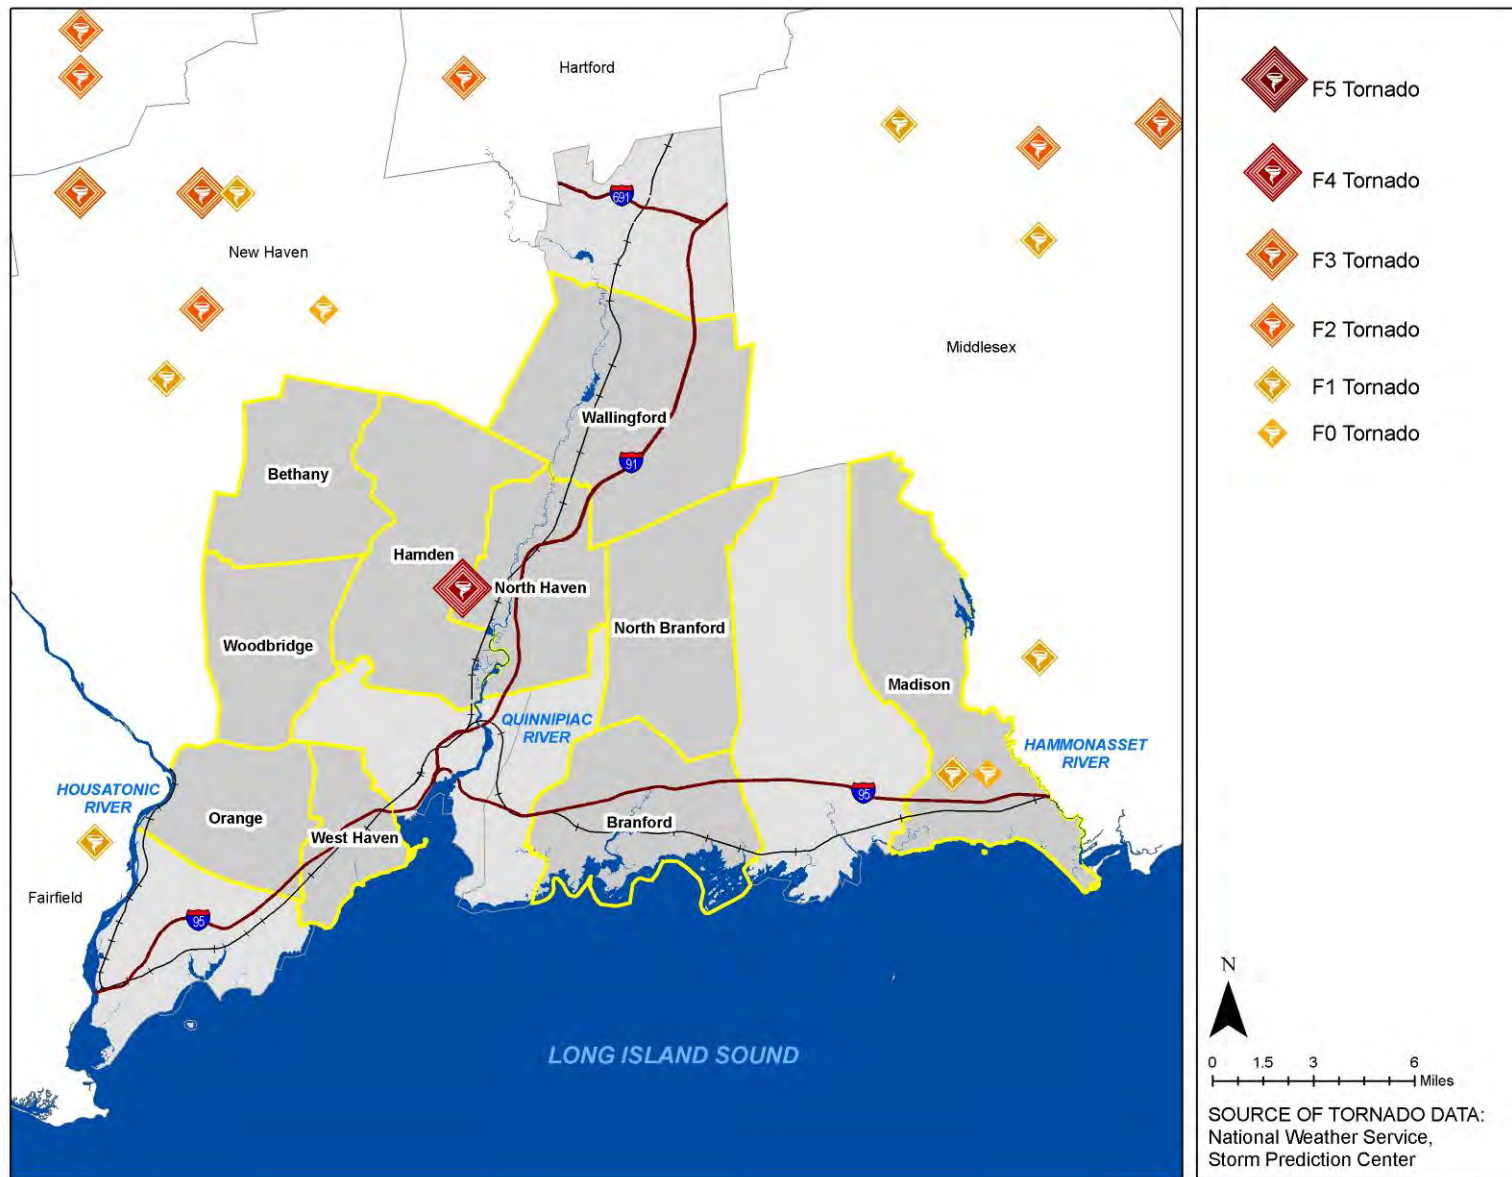 Hartford
F5 Tornado
F4 Tornado
691
New Haven
F3 Tornado
F2 Tornado
Middlesex
F1 Tornado
Wallingford
F0 Tornado
91
Bethany
Hamden
North Haven
North Branford
Woodbridge
Madison
QUINNIPIAC
RIVER
HAMMONASSET
RIVER
HOUSATONIC
RIVER
95
Orange
Branford
West Haven
Fairfield
95
N
LONG ISLAND SOUND
0 1.5 3 6
Miles
SOURCE OF TORNADO DATA:
National Weather Service,
Storm Prediction Center